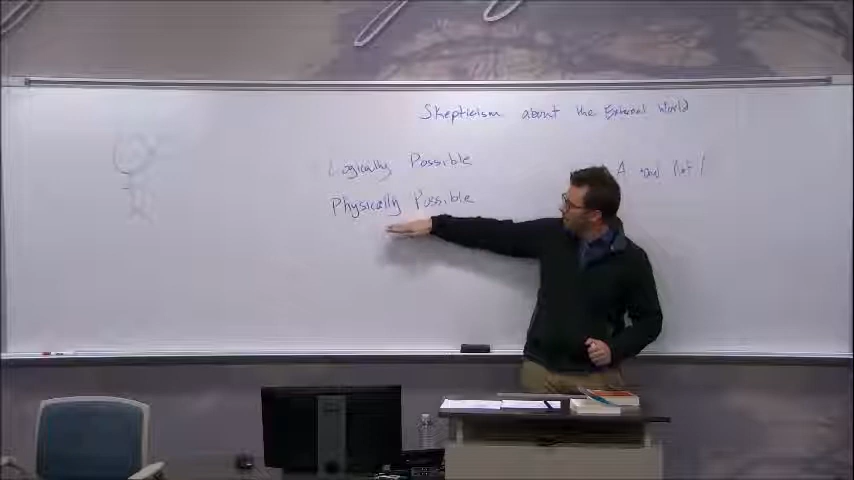 Skepticism about the External World
Logically Possible
A and not
Physically Possible